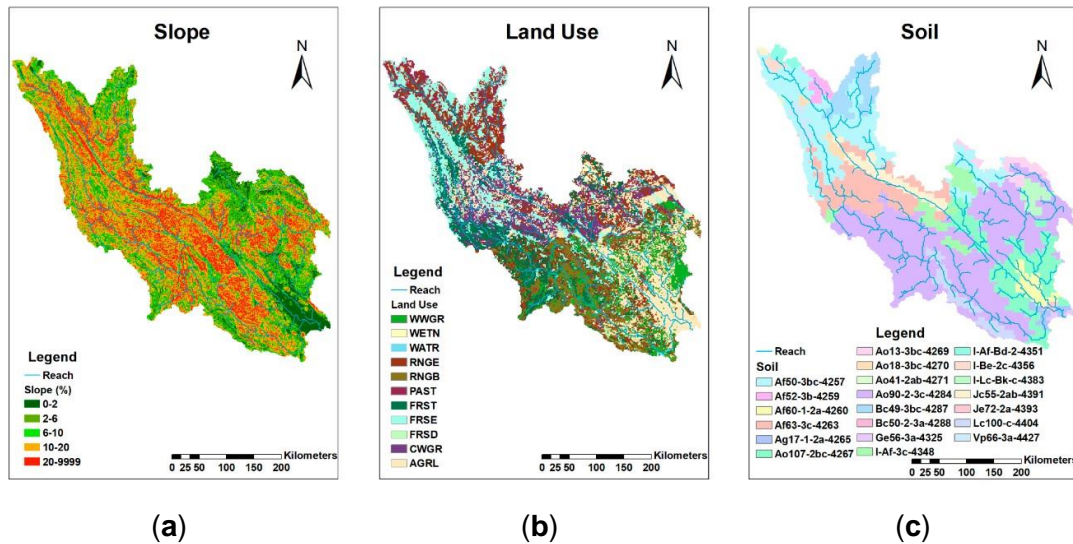 Slope
N
Legend
Reach
Slope (%)
0-2
2-6
6-10
10-20
20-9999
Kilometers
0 25 50 100 150 200
(a)
Land Use
N
Legend
Reach
Land Use
WWGR
WETN
WATR
RNGE
RNGB
PAST
FRST
FRSE
FRSD
CWGR
AGRL
Kilometers
0 25 50 100 150 200
(b)
Soil
N
Legend
Reach
Soil
Af50-3bc-4257
Af52-3b-4259
Af60-1-2a-4260
Af63-3c-4263
Ag17-1-2a-4265
Ao107-2bc-4267
Ao13-3bc-4269
Ao18-3bc-4270
Ao41-2ab-4271
Ao90-2-3c-4284
Bc49-3bc-4287
Bc50-2-3a-4288
Ge56-3a-4325
I-Af-3c-4348
I-Af-Bd-2-4351
I-Be-2c-4356
I-Lc-Bk-c-4383
Jc55-2ab-4391
Je72-2a-4393
Lc100-c-4404
Vp66-3a-4427
Kilometers
0 25 50 100 150 200
(c)